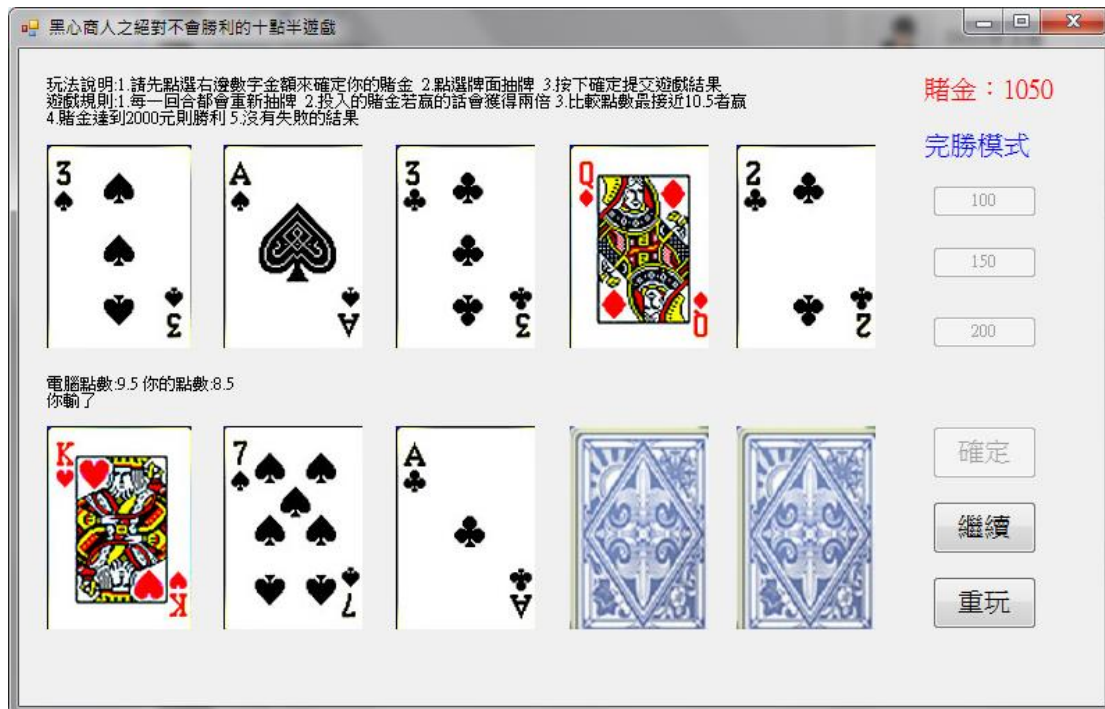 黑心商人之絕對不會勝利的十點半遊戲
玩法說明:1.請先點選右邊數字金額來確定你的賭金 2.點選牌面抽牌 3.按下確定提交遊戲結果
遊戲規則:1.每一回合都會重新抽牌 2.投入的賭金若贏的話會獲得兩倍 3.比較點數最接近10.5者贏
4.賭金達到2000元則勝利 5.沒有失敗的結果
賭金：1050
完勝模式
3
3
A
A
3
3
Q
Q
2
2
100
150
200
電腦點數:9.5 你的點數:8.5
你輸了
K
K
7
7
A
A
確定
繼續
重玩